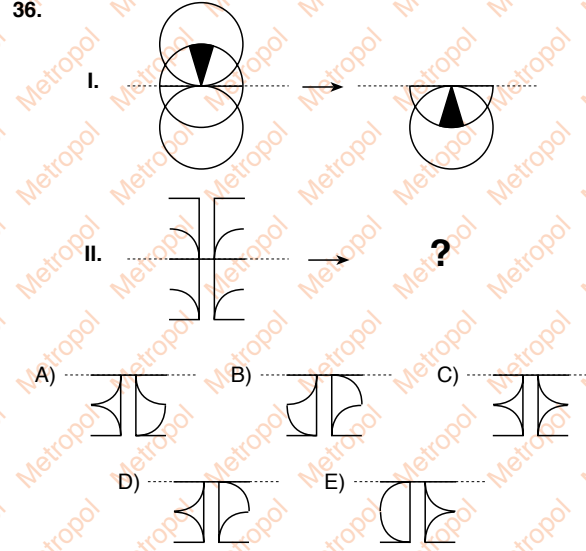 36.
I.
II.
?
A)
B)
C)
D)
E)
Metropol